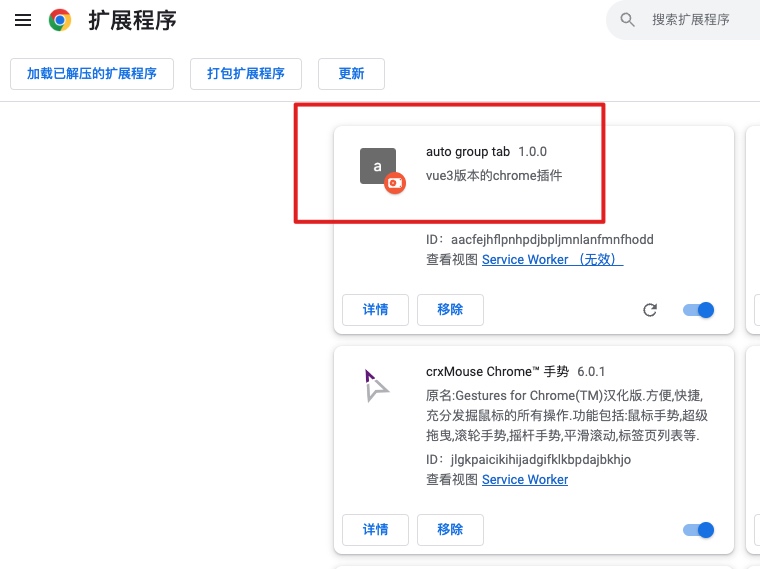 扩展程序
搜索扩展程序
加载已解压的扩展程序
打包扩展程序
更新
a
auto group tab 1.0.0
vue3版本的chrome插件
ID：aacfejhflpnhpdjbpljmnlanfmnfhodd
查看视图 Service Worker （无效）
详情
移除
crxMouse Chrome™ 手势 6.0.1
原名:Gestures for Chrome(TM)汉化版.方便,快捷,
充分发掘鼠标的所有操作.功能包括:鼠标手势,超级
拖曳,滚轮手势,摇杆手势,平滑滚动,标签页列表等.
ID：jlgkpaicikihijadgifklkbpdajbkhjo
查看视图 Service Worker
详情
移除